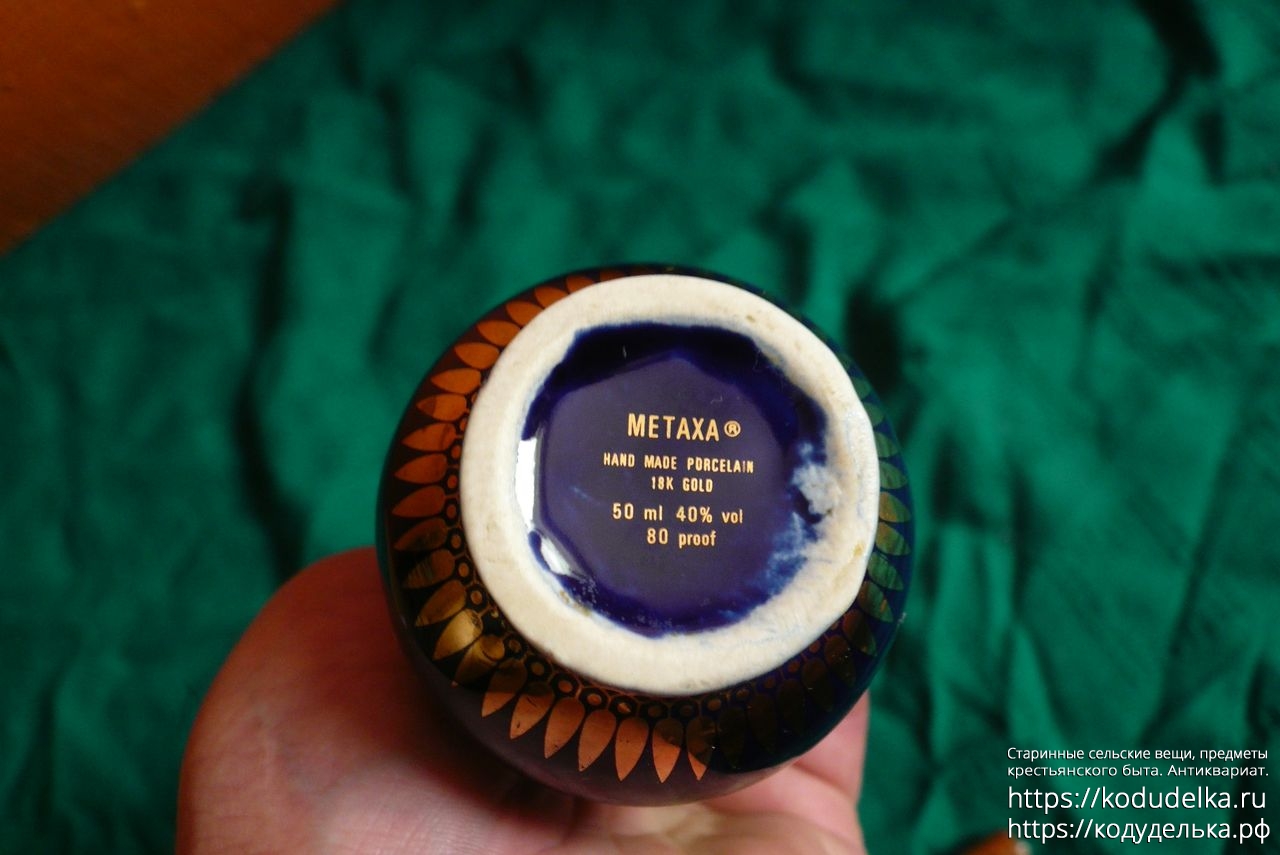 METAXA®
HAND MADE PORCELAIN
18K GOLD
50 ml 40% vol
80 proof
Старинные сельские вещи, предметы
крестьянского быта. Антиквариат.
https://kodudelka.ru
https://кодуделька.рф